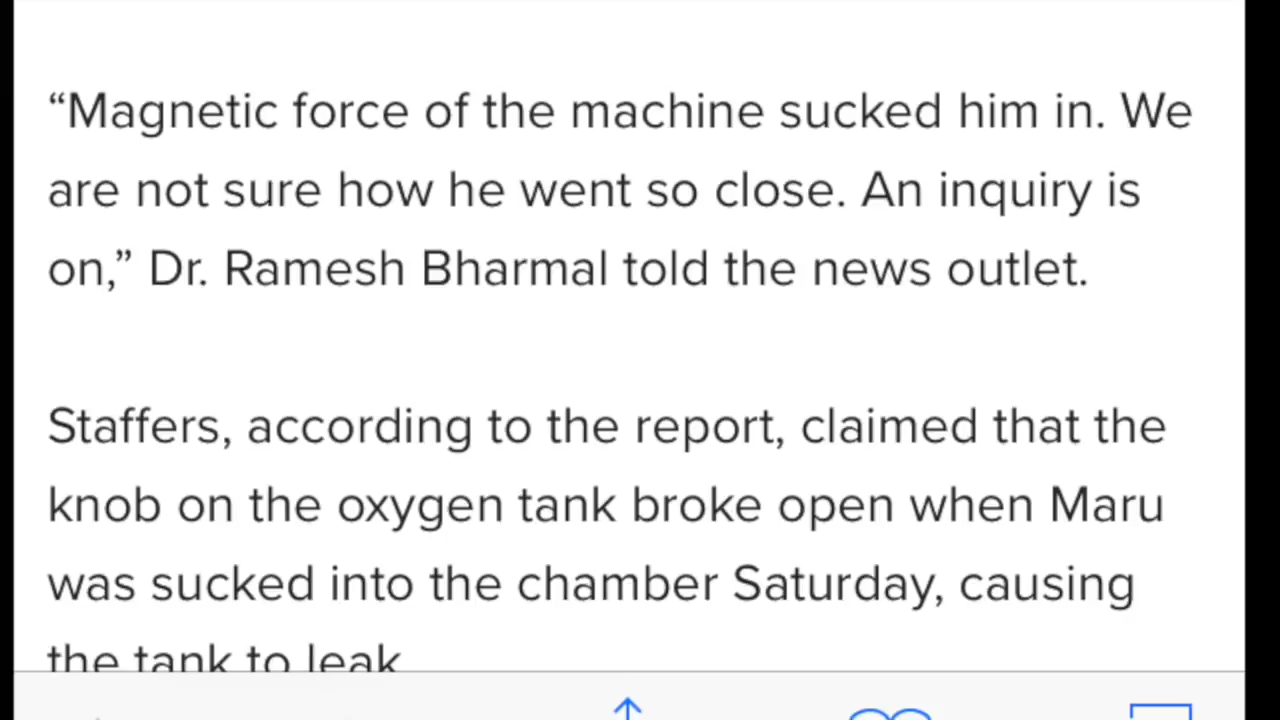 “Magnetic force of the machine sucked him in. We
are not sure how he went so close. An inquiry is
on,” Dr. Ramesh Bharmal told the news outlet.
Staffers, according to the report, claimed that the
knob on the oxygen tank broke open when Maru
was sucked into the chamber Saturday, causing
the tank to leak